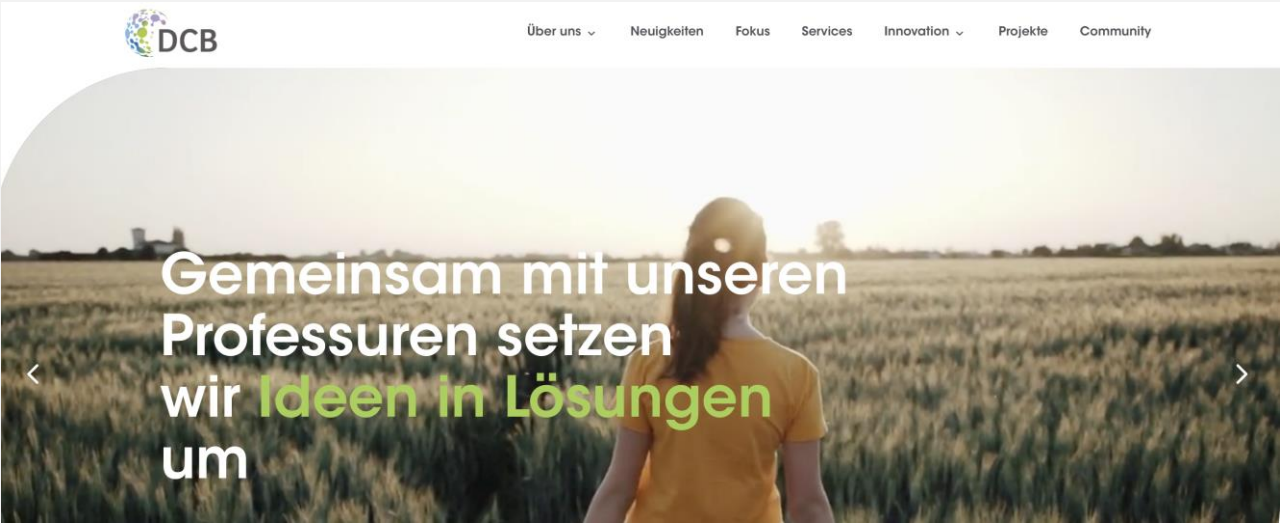 DCB
Über uns
Neuigkeiten
Fokus
Services
Innovation
Projekte
Community
Gemeinsam mit unseren
Professuren setzen
wir Ideen in Lösungen
um